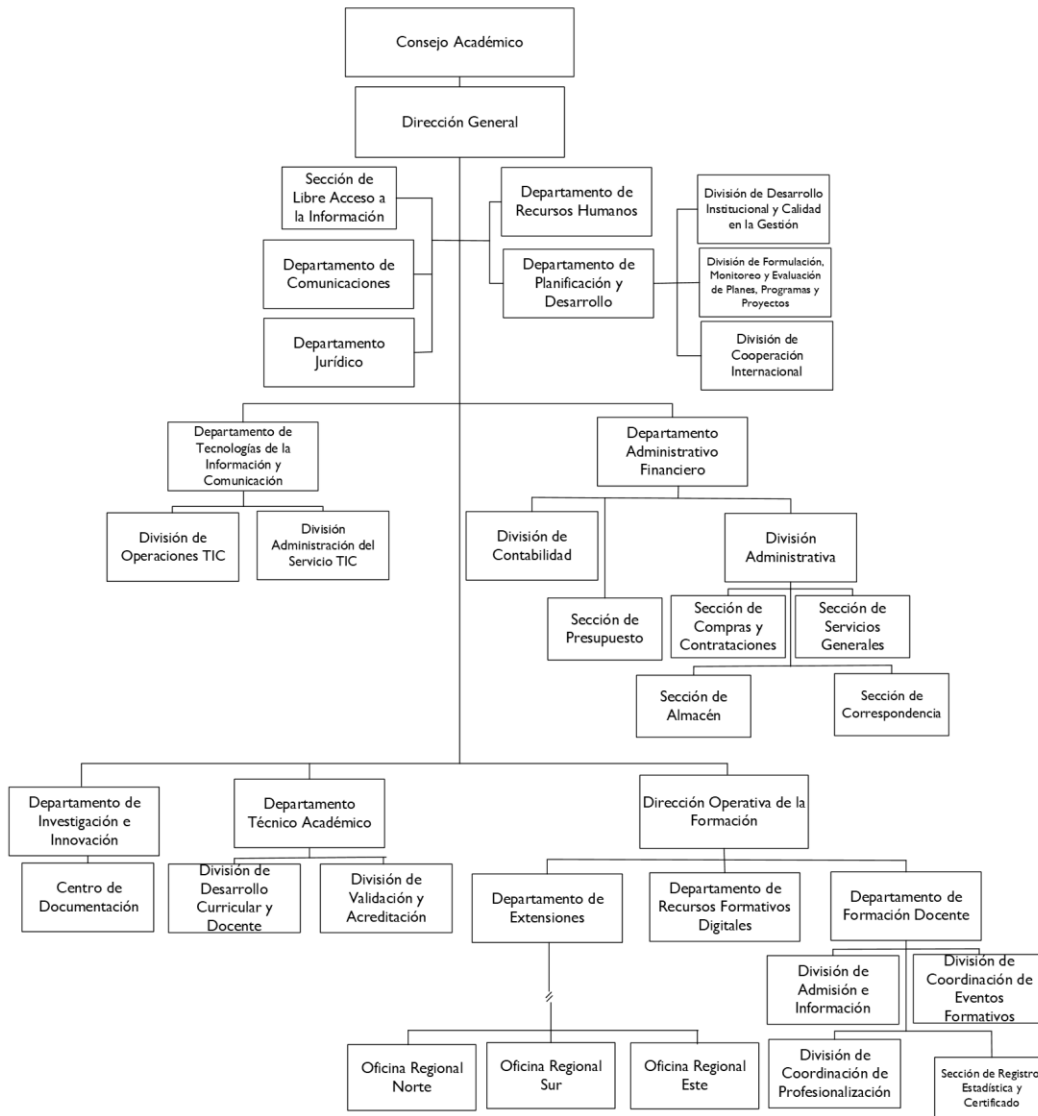 Consejo Académico
Dirección General
Sección de
Libre Acceso a
la Información
Departamento de
Recursos Humanos
División de Desarrollo
Institucional y Calidad
en la Gestión
Departamento de
Comunicaciones
Departamento de
Planificación y
Desarrollo
División de Formulación,
Monitoreo y Evaluación
de Planes, Programas y
Proyectos
Departamento
Jurídico
División de
Cooperación
Internacional
Departamento de
Tecnologías de la
Información y
Comunicación
Departamento
Administrativo
Financiero
División de
Operaciones TIC
División
Administración del
Servicio TIC
División de
Contabilidad
División
Administrativa
Sección de
Presupuesto
Sección de
Compras y
Contrataciones
Sección de
Servicios
Generales
Sección de
Almacén
Sección de
Correspondencia
Departamento de
Investigación e
Innovación
Departamento
Técnico Académico
Dirección Operativa de la
Formación
Centro de
Documentación
División de
Desarrollo
Curricular y
Docente
División de
Validación y
Acreditación
Departamento de
Extensiones
Departamento de
Recursos Formativos
Digitales
Departamento de
Formación Docente
División de
Admisión e
Información
División de
Coordinación de
Eventos
Formativos
Oficina Regional
Norte
Oficina Regional
Sur
Oficina Regional
Este
División de
Coordinación de
Profesionalización
Sección de Registro
Estadística y
Certificado